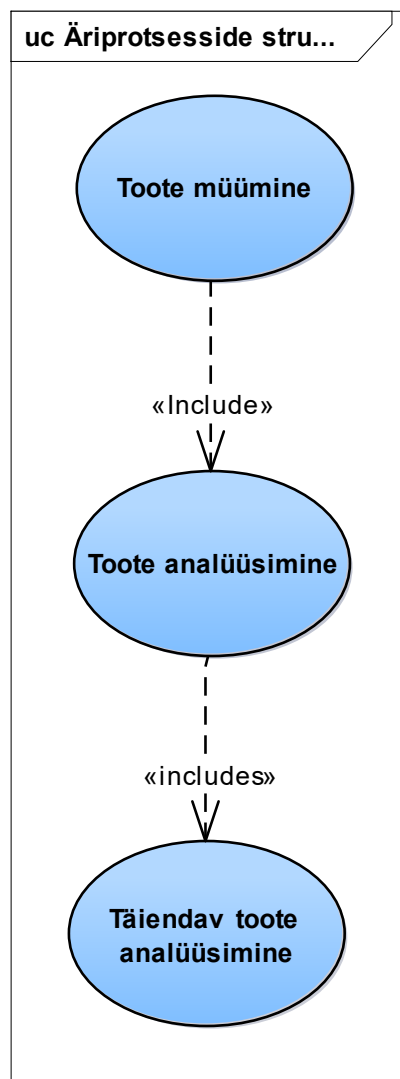 uc Äriprotsesside stru...
Toote müümine
«Include»
Toote analüüsimine
«includes»
Täiendav toote
analüüsimine